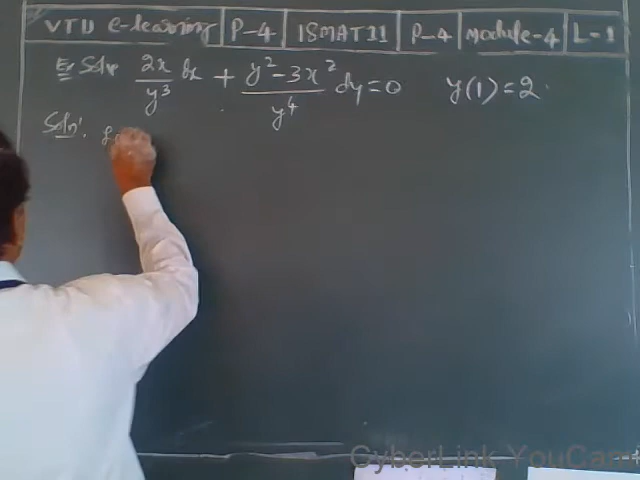 VTU e-learning P-4 18MAT11 P-4 Module-4 L-1
Ex Solve 2x/y³ dx + (y²-3x²)/y⁴ dy = 0 y(1) = 2.
Soln:
CyberLink YouCam